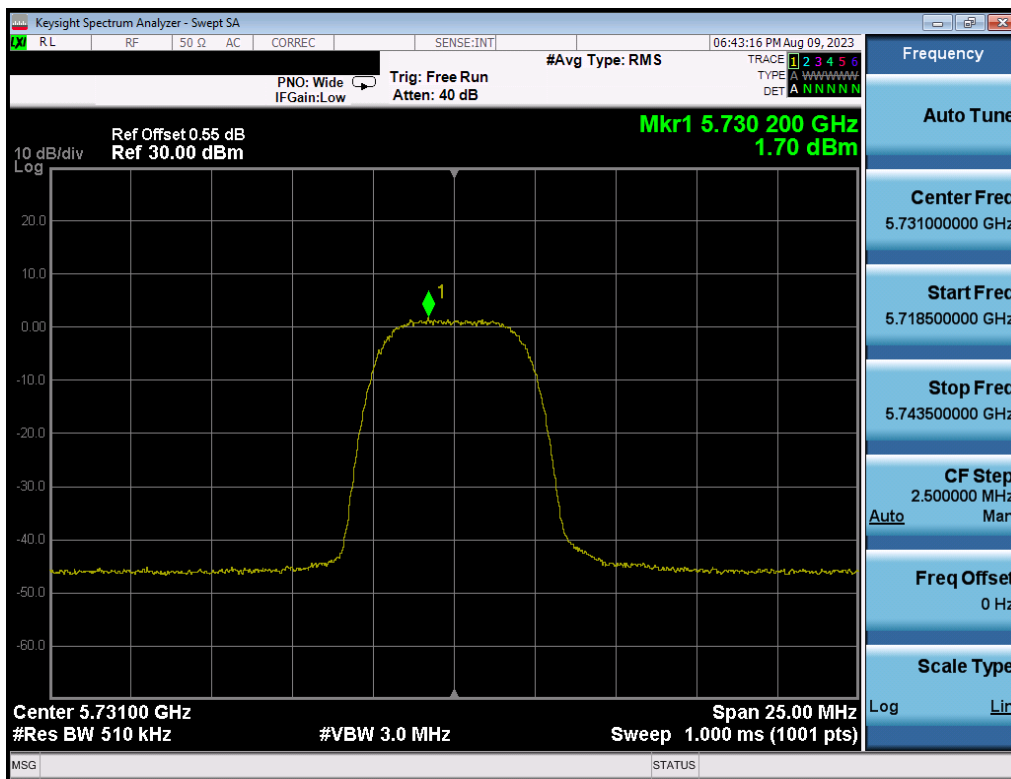 Keysight Spectrum Analyzer - Swept SA
LXI RL RF 50 Ω AC CORREC SENSE:INT 06:43:16 PM Aug 09, 2023
#Avg Type: RMS TRACE 1 2 3 4 5 6
PNO: Wide Trig: Free Run TYPE A WWWWW
IFGain:Low Atten: 40 dB DET A N N N N N
Mkr1 5.730 200 GHz
1.70 dBm
Ref Offset 0.55 dB
10 dB/div Ref 30.00 dBm
Log
1
20.0
10.0
0.00
-10.0
-20.0
-30.0
-40.0
-50.0
-60.0
Center 5.73100 GHz Span 25.00 MHz
#Res BW 510 kHz #VBW 3.0 MHz Sweep 1.000 ms (1001 pts)
MSG STATUS
Frequency
Auto Tune
Center Freq
5.731000000 GHz
Start Freq
5.718500000 GHz
Stop Freq
5.743500000 GHz
CF Step
2.500000 MHz
Auto Man
Freq Offset
0 Hz
Scale Type
Log Lin